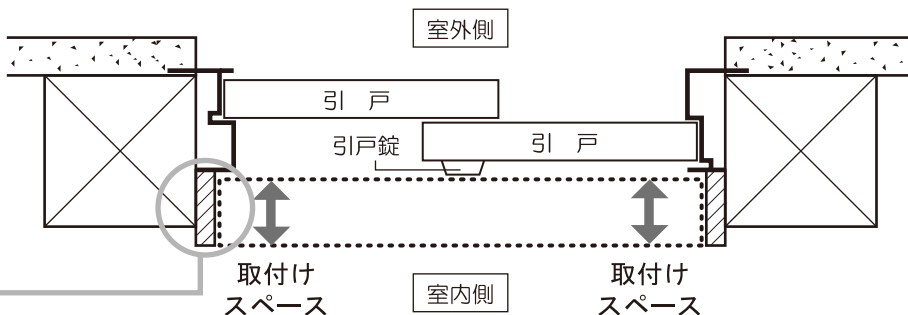 室外側
引 戸
引 戸
引戸錠
取付け
スペース
取付け
スペース
室内側